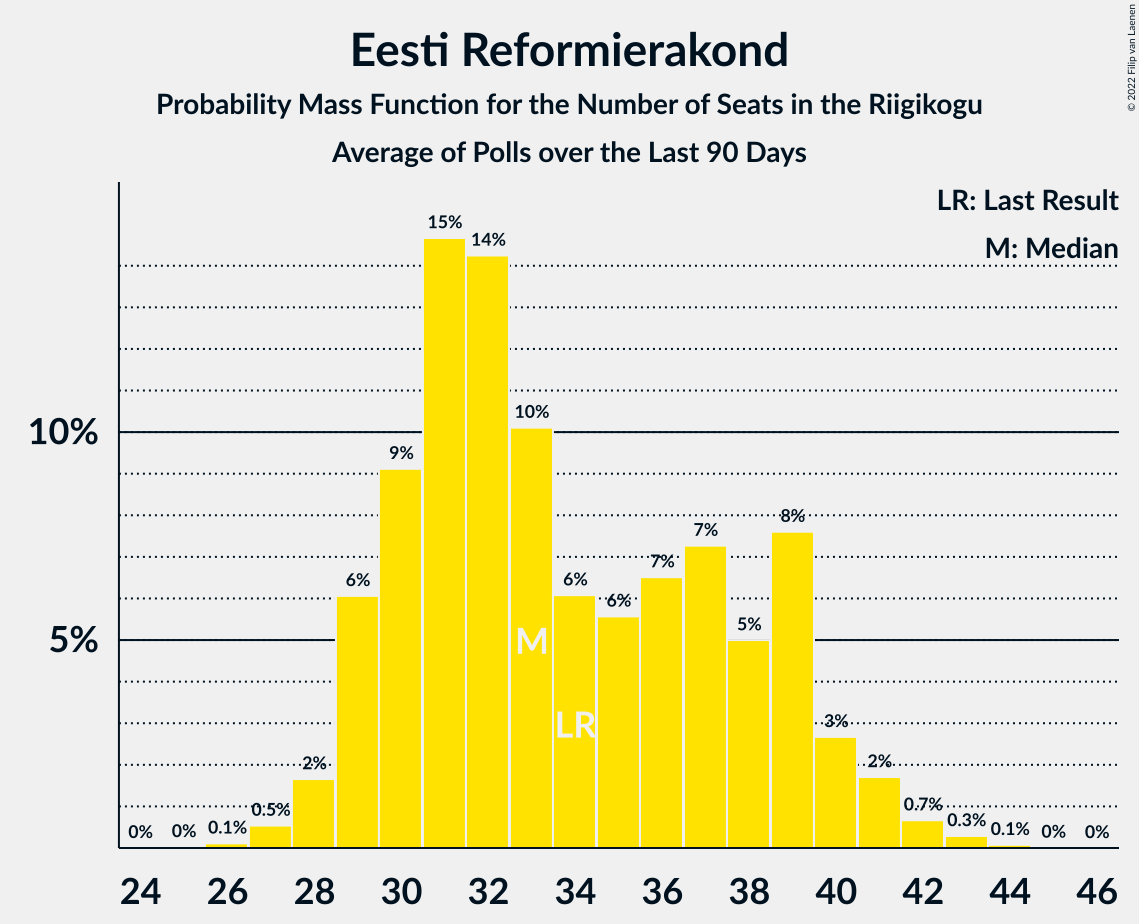 Eesti Reformierakond
Probability Mass Function for the Number of Seats in the Riigikogu
Average of Polls over the Last 90 Days
© 2022 Filip van Laenen
LR: Last Result
M: Median
10%
5%
0%
0%
0.1%
0.5%
2%
6%
9%
15%
14%
10%
6%
6%
7%
7%
5%
8%
3%
2%
0.7%
0.3%
0.1%
0%
0%
M
LR
24 26 28 30 32 34 36 38 40 42 44 46